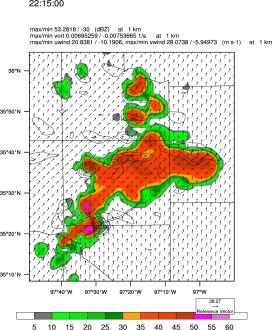 22:15:00
max/min 53.2818 / -30 (dBZ) at 1 km
max/min vort 0.00695259 / -0.00753665 1/s at 1 km
max/min uwind 20.8381 / -10.1906, max/min vwind 28.0738 / -5.94973 (m s-1) at 1 km
36°N
35°50'N
35°40'N
35°30'N
35°20'N
35°10'N
97°40'W 97°30'W 97°20'W 97°10'W 97°W
26.27
Reference Vector
5 10 15 20 25 30 35 40 45 50 55 60